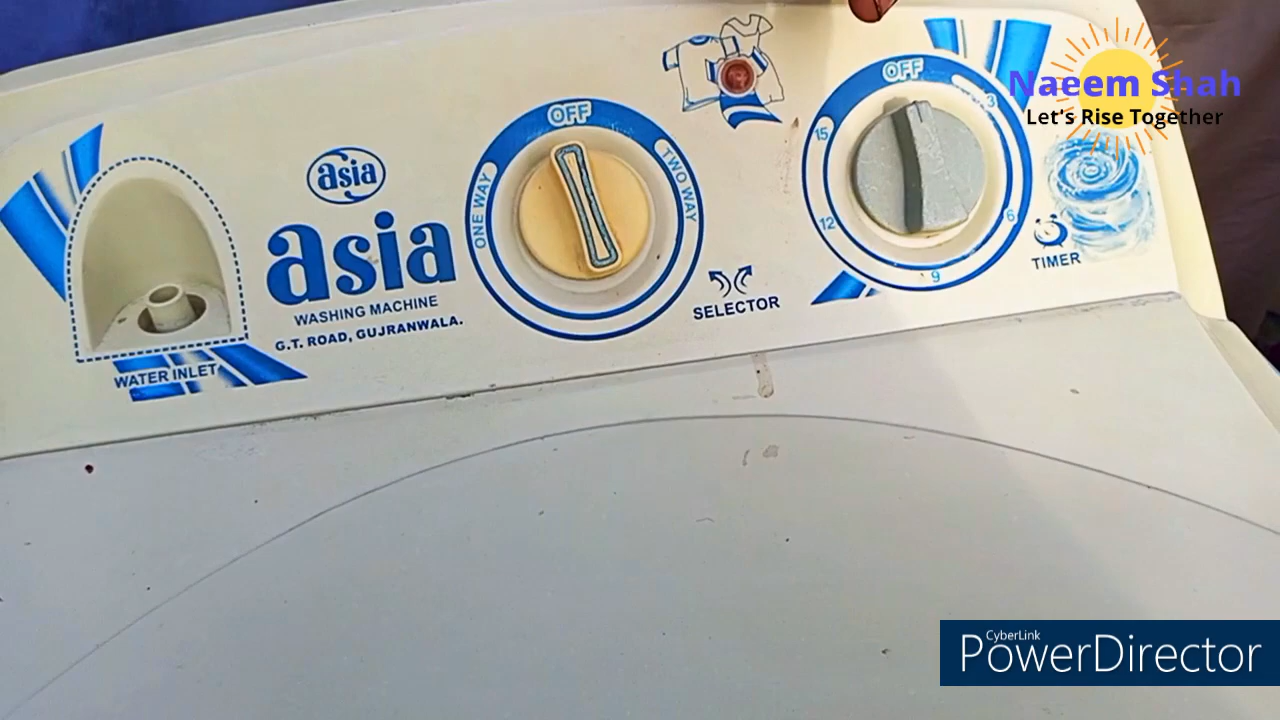 Naeem Shah
Let's Rise Together
OFF
3
6
9
12
15
TIMER
OFF
ONE WAY
TWO WAY
SELECTOR
asia
asia
WASHING MACHINE
G.T. ROAD, GUJRANWALA.
WATER INLET
CyberLink
PowerDirector